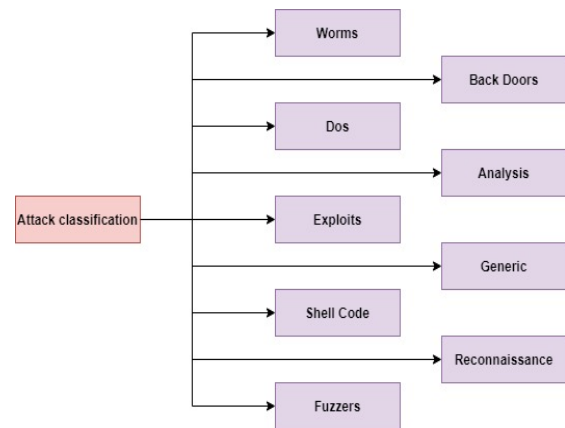 Worms
Back Doors
Dos
Analysis
Attack classification
Exploits
Generic
Shell Code
Reconnaissance
Fuzzers